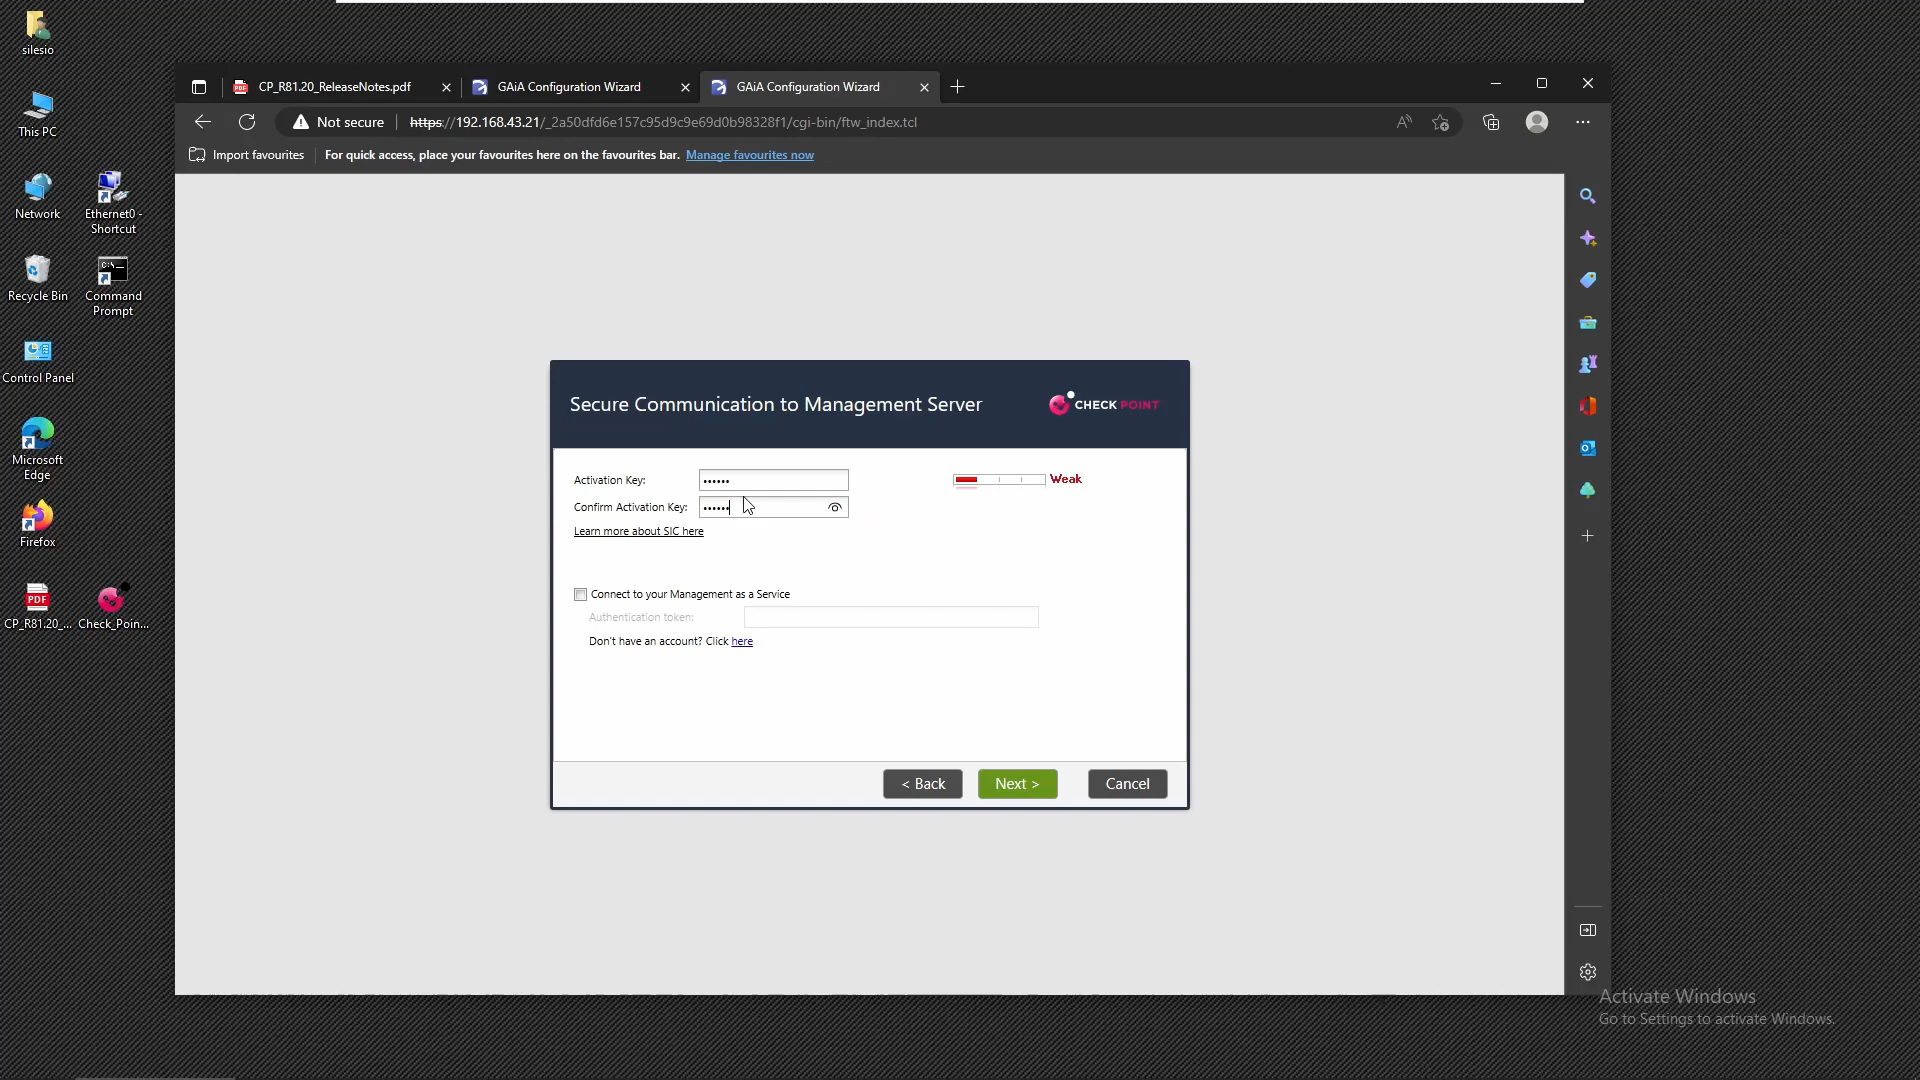 silesio
This PC
Network
Ethernet0 -
Shortcut
Recycle Bin
Command
Prompt
Control Panel
Microsoft
Edge
Firefox
CP_R81.20_...
Check_Poin...
CP_R81.20_ReleaseNotes.pdf
GAiA Configuration Wizard
GAiA Configuration Wizard
Not secure
https://192.168.43.21/_2a50dfd6e157c95d9c9e69d0b98328f1/cgi-bin/ftw_index.tcl
Import favourites
For quick access, place your favourites here on the favourites bar. Manage favourites now
Secure Communication to Management Server
CHECK POINT
Activation Key:
••••••
Weak
Confirm Activation Key:
••••••
Learn more about SIC here
Connect to your Management as a Service
Authentication token:
Don't have an account? Click here
< Back
Next >
Cancel
Activate Windows
Go to Settings to activate Windows.